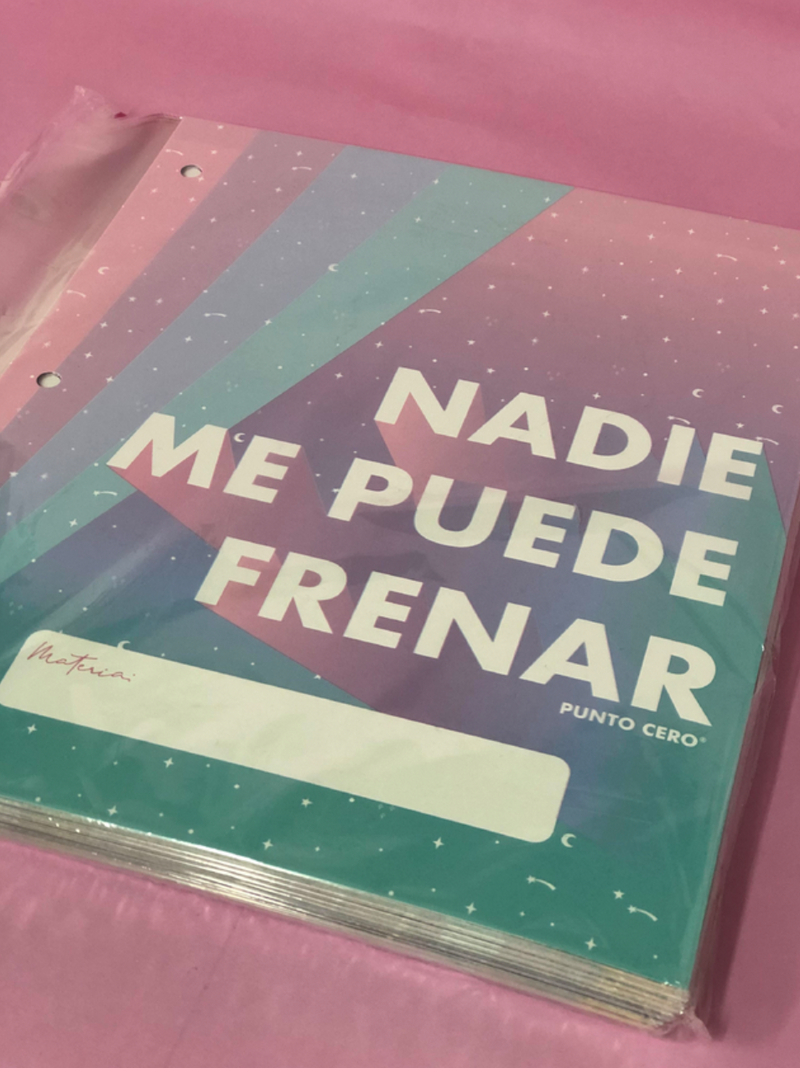 NADIE
ME PUEDE
FRENAR
PUNTO CERO®
Materia: